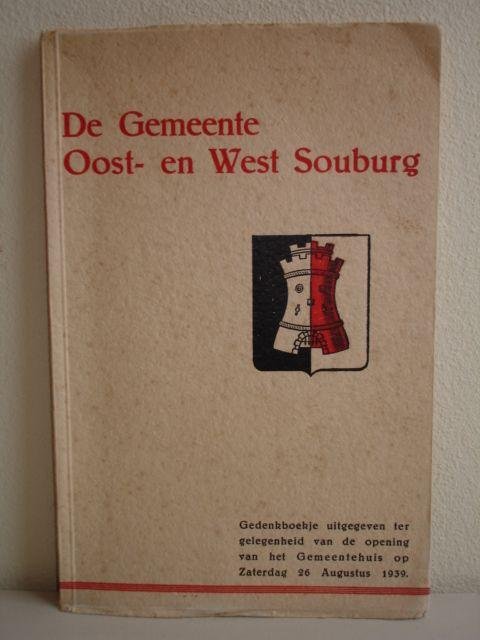 De Gemeente
Oost- en West Souburg
Gedenkboekje uitgegeven ter
gelegenheid van de opening
van het Gemeentehuis op
Zaterdag 26 Augustus 1939.